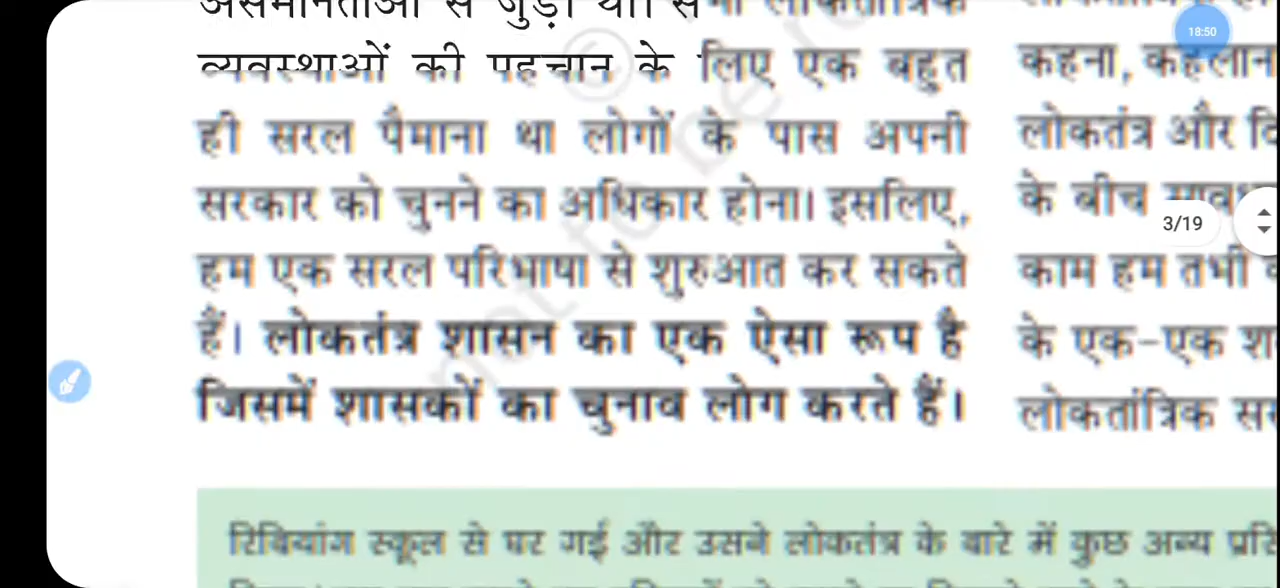 व्यवस्थाओं की पहचान के लिए एक बहुत
ही सरल पैमाना था लोगों के पास अपनी
सरकार को चुनने का अधिकार होना। इसलिए,
हम एक सरल परिभाषा से शुरुआत कर सकते
हैं। लोकतंत्र शासन का एक ऐसा रूप है
जिसमें शासकों का चुनाव लोग करते हैं।
कहना,
लोकतंत्र और
के बीच
काम हम तभी
के एक-एक
लोकतांत्रिक
18:50
3/19
रिबियांग स्कूल से घर गई और उसने लोकतंत्र के बारे में कुछ अन्य